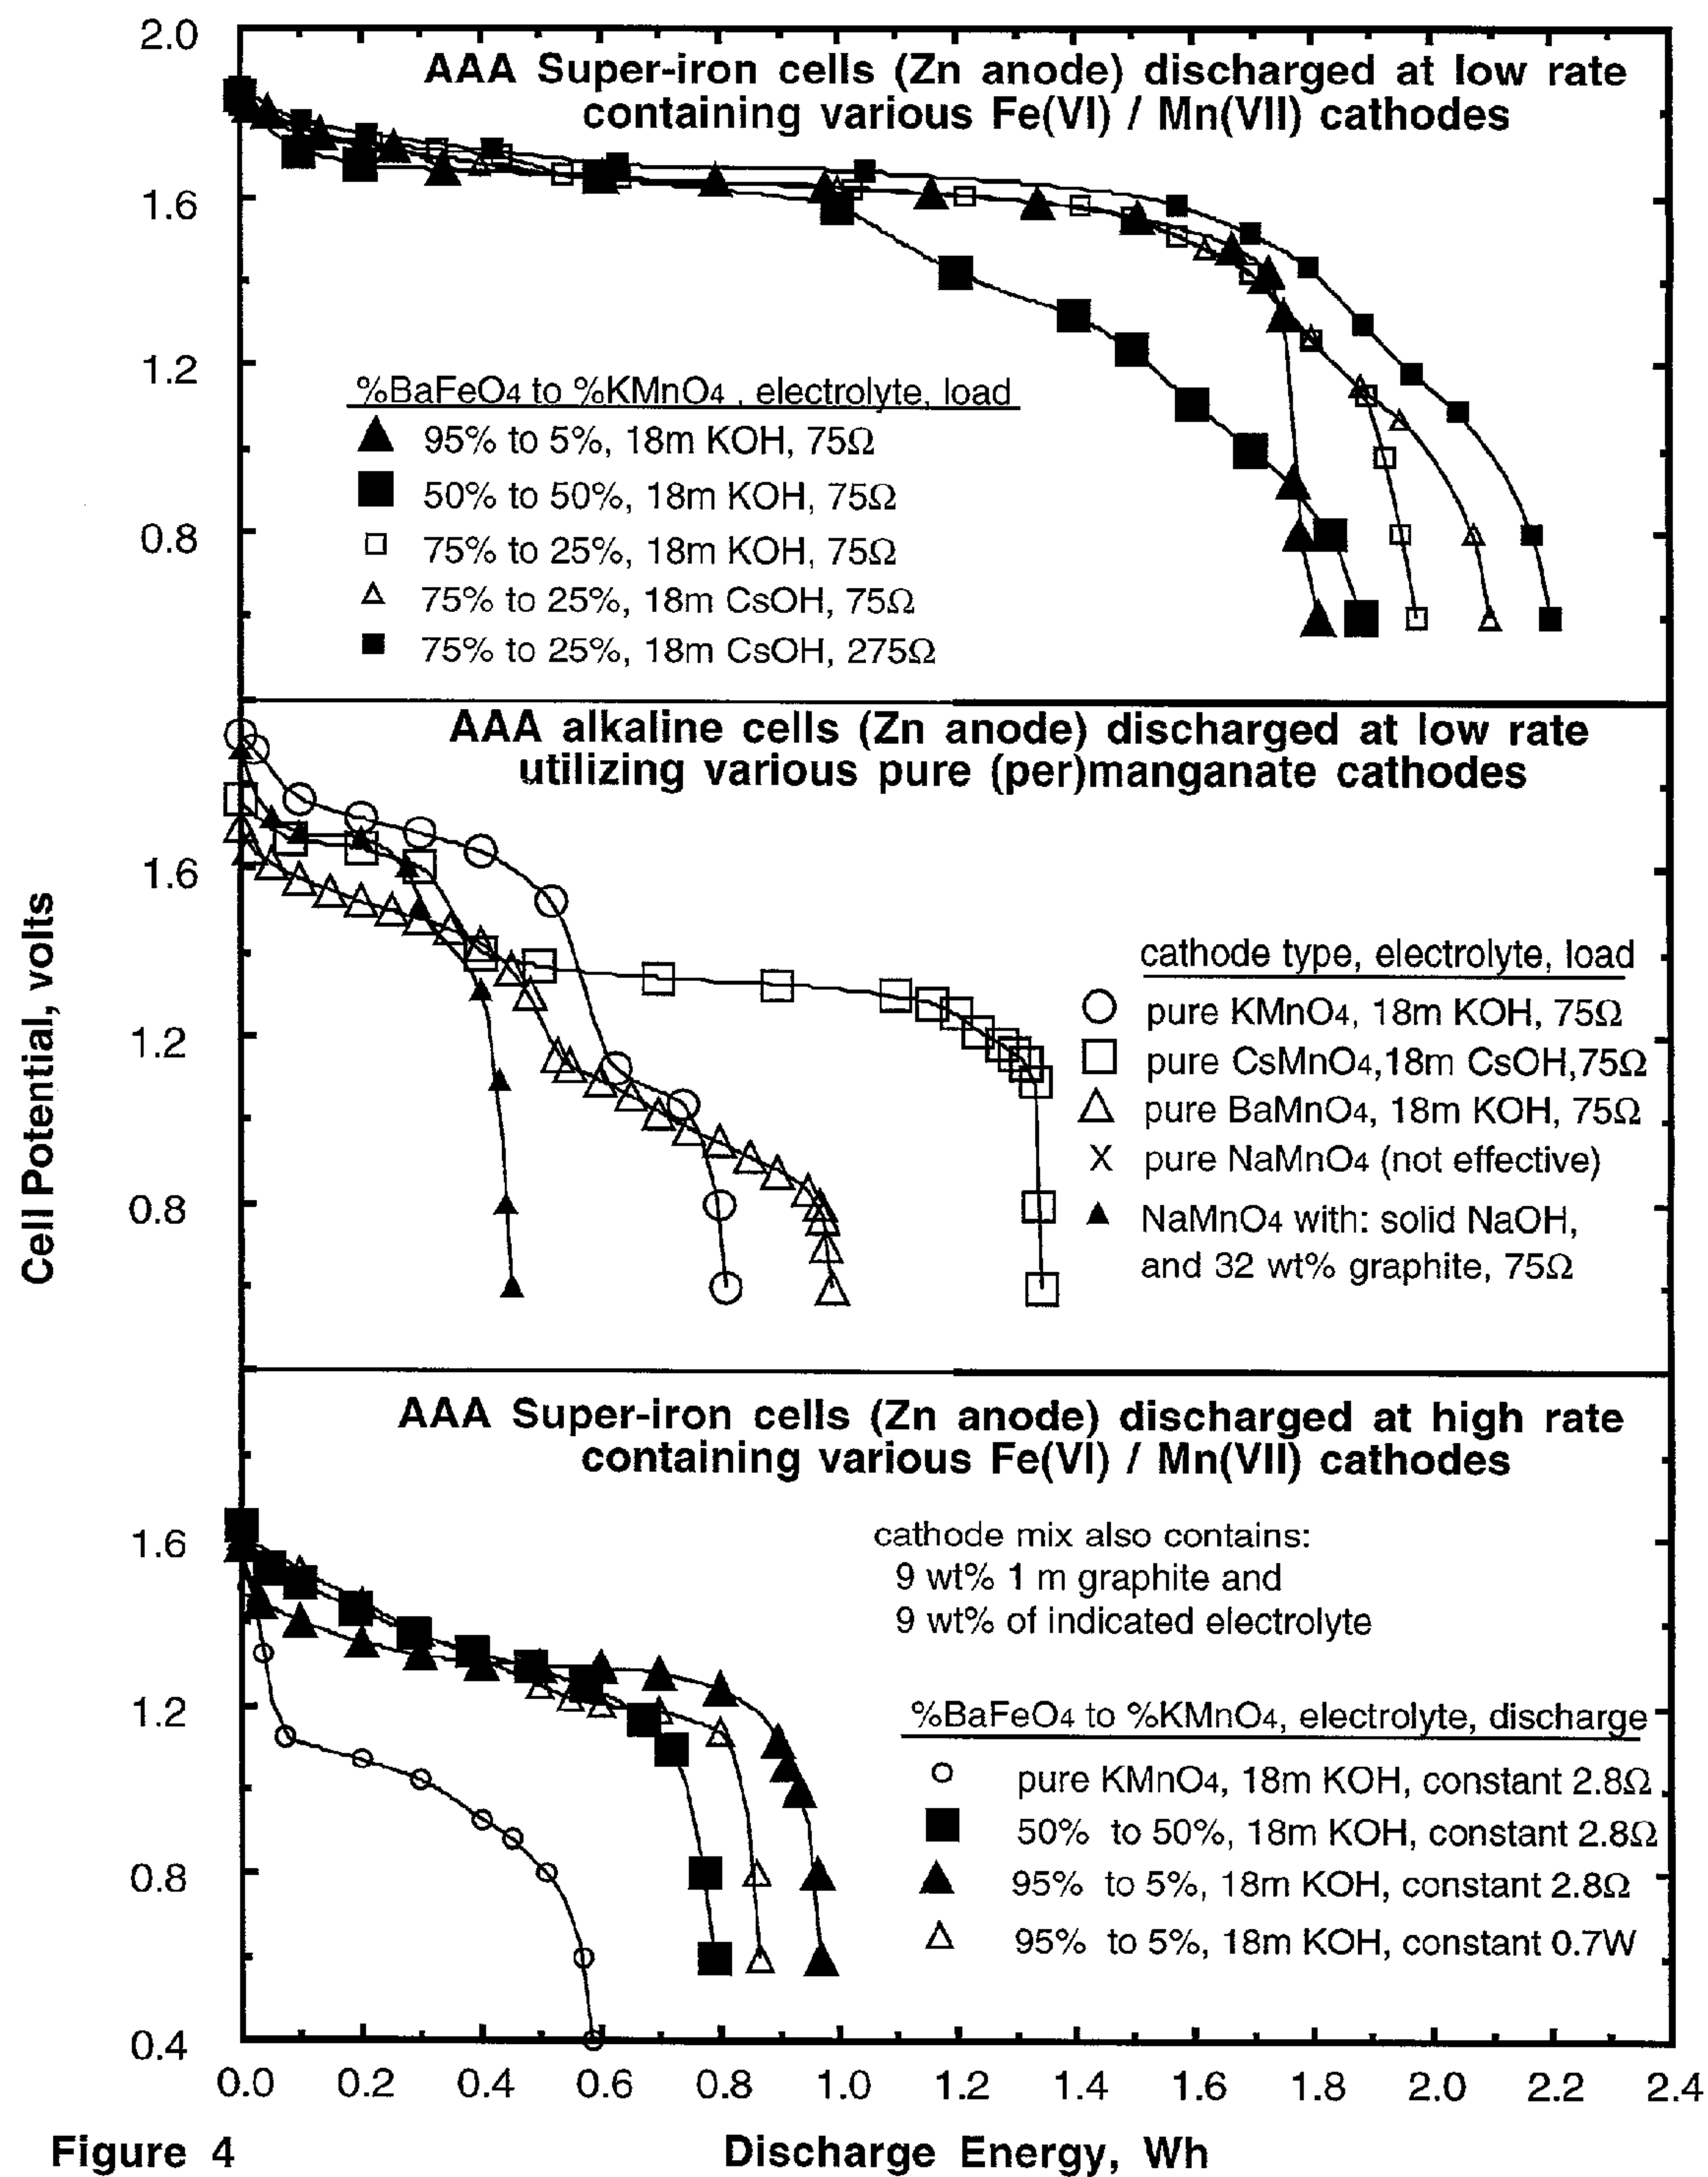 2.0
AAA Super-iron cells (Zn anode) discharged at low rate
containing various Fe(VI) / Mn(VII) cathodes
1.6
1.2
%BaFeO4 to %KMnO4 , electrolyte, load
95% to 5%, 18m KOH, 75Ω
50% to 50%, 18m KOH, 75Ω
75% to 25%, 18m KOH, 75Ω
75% to 25%, 18m CsOH, 75Ω
75% to 25%, 18m CsOH, 275Ω
0.8
AAA alkaline cells (Zn anode) discharged at low rate
utilizing various pure (per)manganate cathodes
1.6
1.2
0.8
Cell Potential, volts
cathode type, electrolyte, load
pure KMnO4, 18m KOH, 75Ω
pure CsMnO4,18m CsOH,75Ω
pure BaMnO4, 18m KOH, 75Ω
X pure NaMnO4 (not effective)
NaMnO4 with: solid NaOH,
and 32 wt% graphite, 75Ω
AAA Super-iron cells (Zn anode) discharged at high rate
containing various Fe(VI) / Mn(VII) cathodes
1.6
cathode mix also contains:
9 wt% 1 m graphite and
9 wt% of indicated electrolyte
1.2
%BaFeO4 to %KMnO4, electrolyte, discharge
pure KMnO4, 18m KOH, constant 2.8Ω
50% to 50%, 18m KOH, constant 2.8Ω
95% to 5%, 18m KOH, constant 2.8Ω
95% to 5%, 18m KOH, constant 0.7W
0.8
0.4
0.0 0.2 0.4 0.6 0.8 1.0 1.2 1.4 1.6 1.8 2.0 2.2 2.4
Figure 4 Discharge Energy, Wh